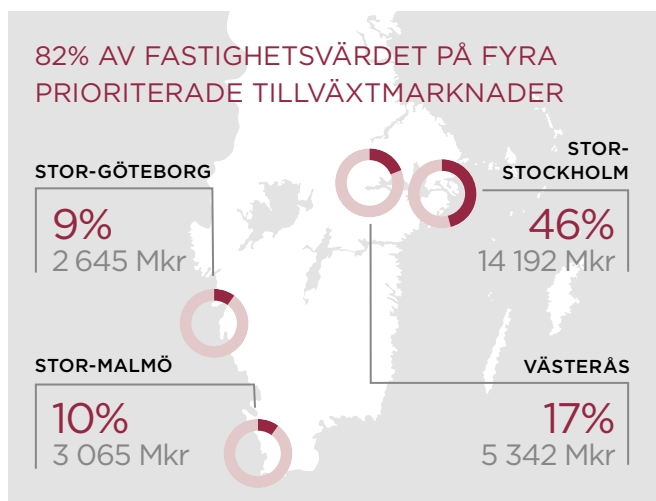 82% AV FASTIGHETSVÄRDET PÅ FYRA
PRIORITERADE TILLVÄXTMARKNADER
STOR-GÖTEBORG
9%
2 645 Mkr
STOR-
STOCKHOLM
46%
14 192 Mkr
STOR-MALMÖ
10%
3 065 Mkr
VÄSTERÅS
17%
5 342 Mkr